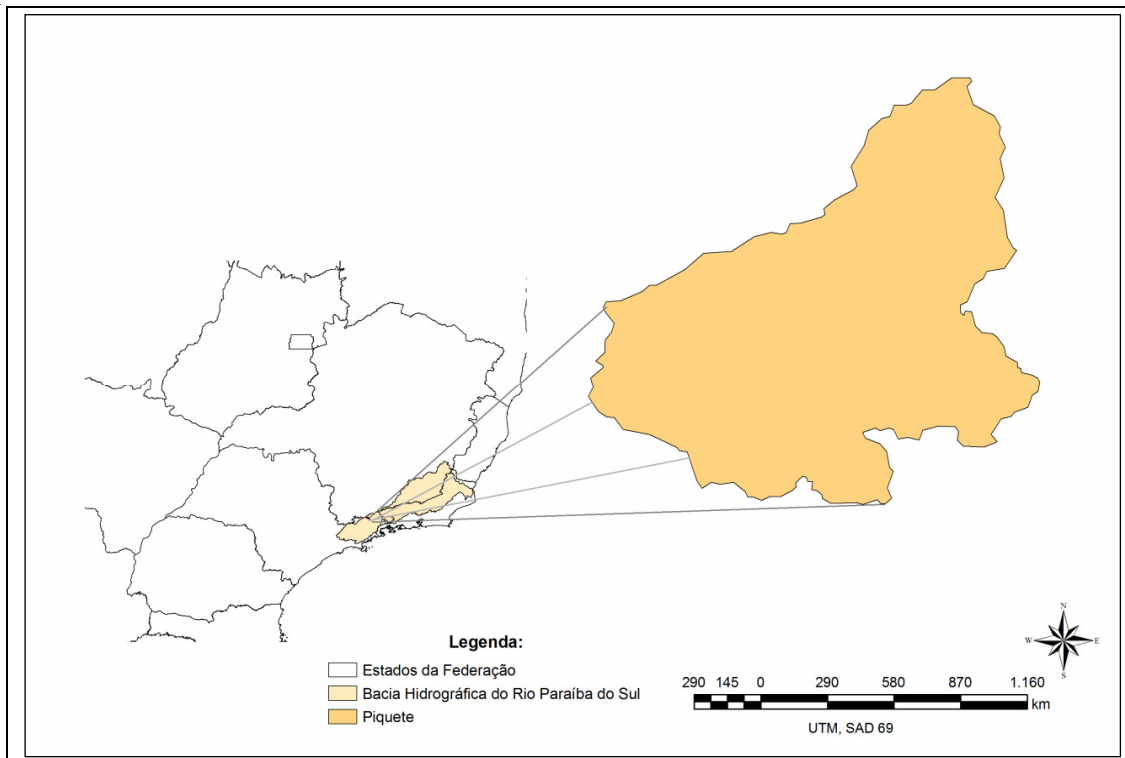 Legenda:
Estados da Federação
Bacia Hidrográfica do Rio Paraíba do Sul
Piquete
N
W
E
S
290 145 0 290 580 870 1.160
km
UTM, SAD 69